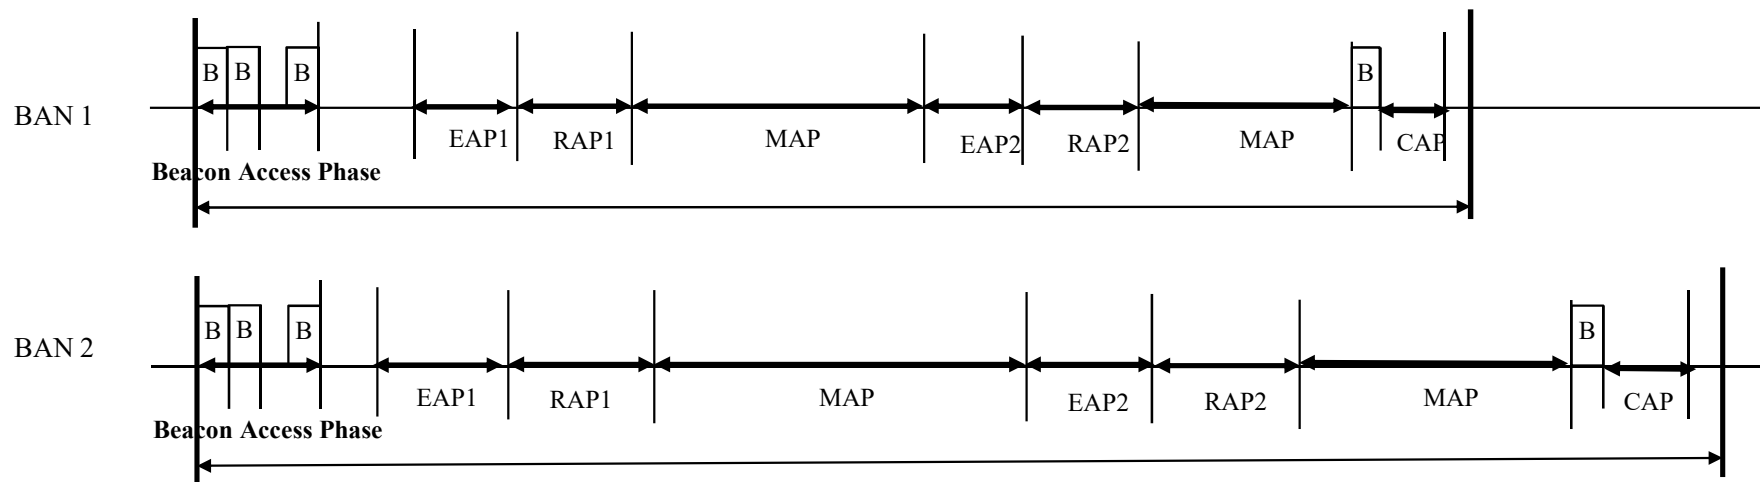 B B B B
BAN 1
EAP1 RAP1 MAP EAP2 RAP2 MAP CAP
Beacon Access Phase
B B B B
BAN 2
EAP1 RAP1 MAP EAP2 RAP2 MAP CAP
Beacon Access Phase